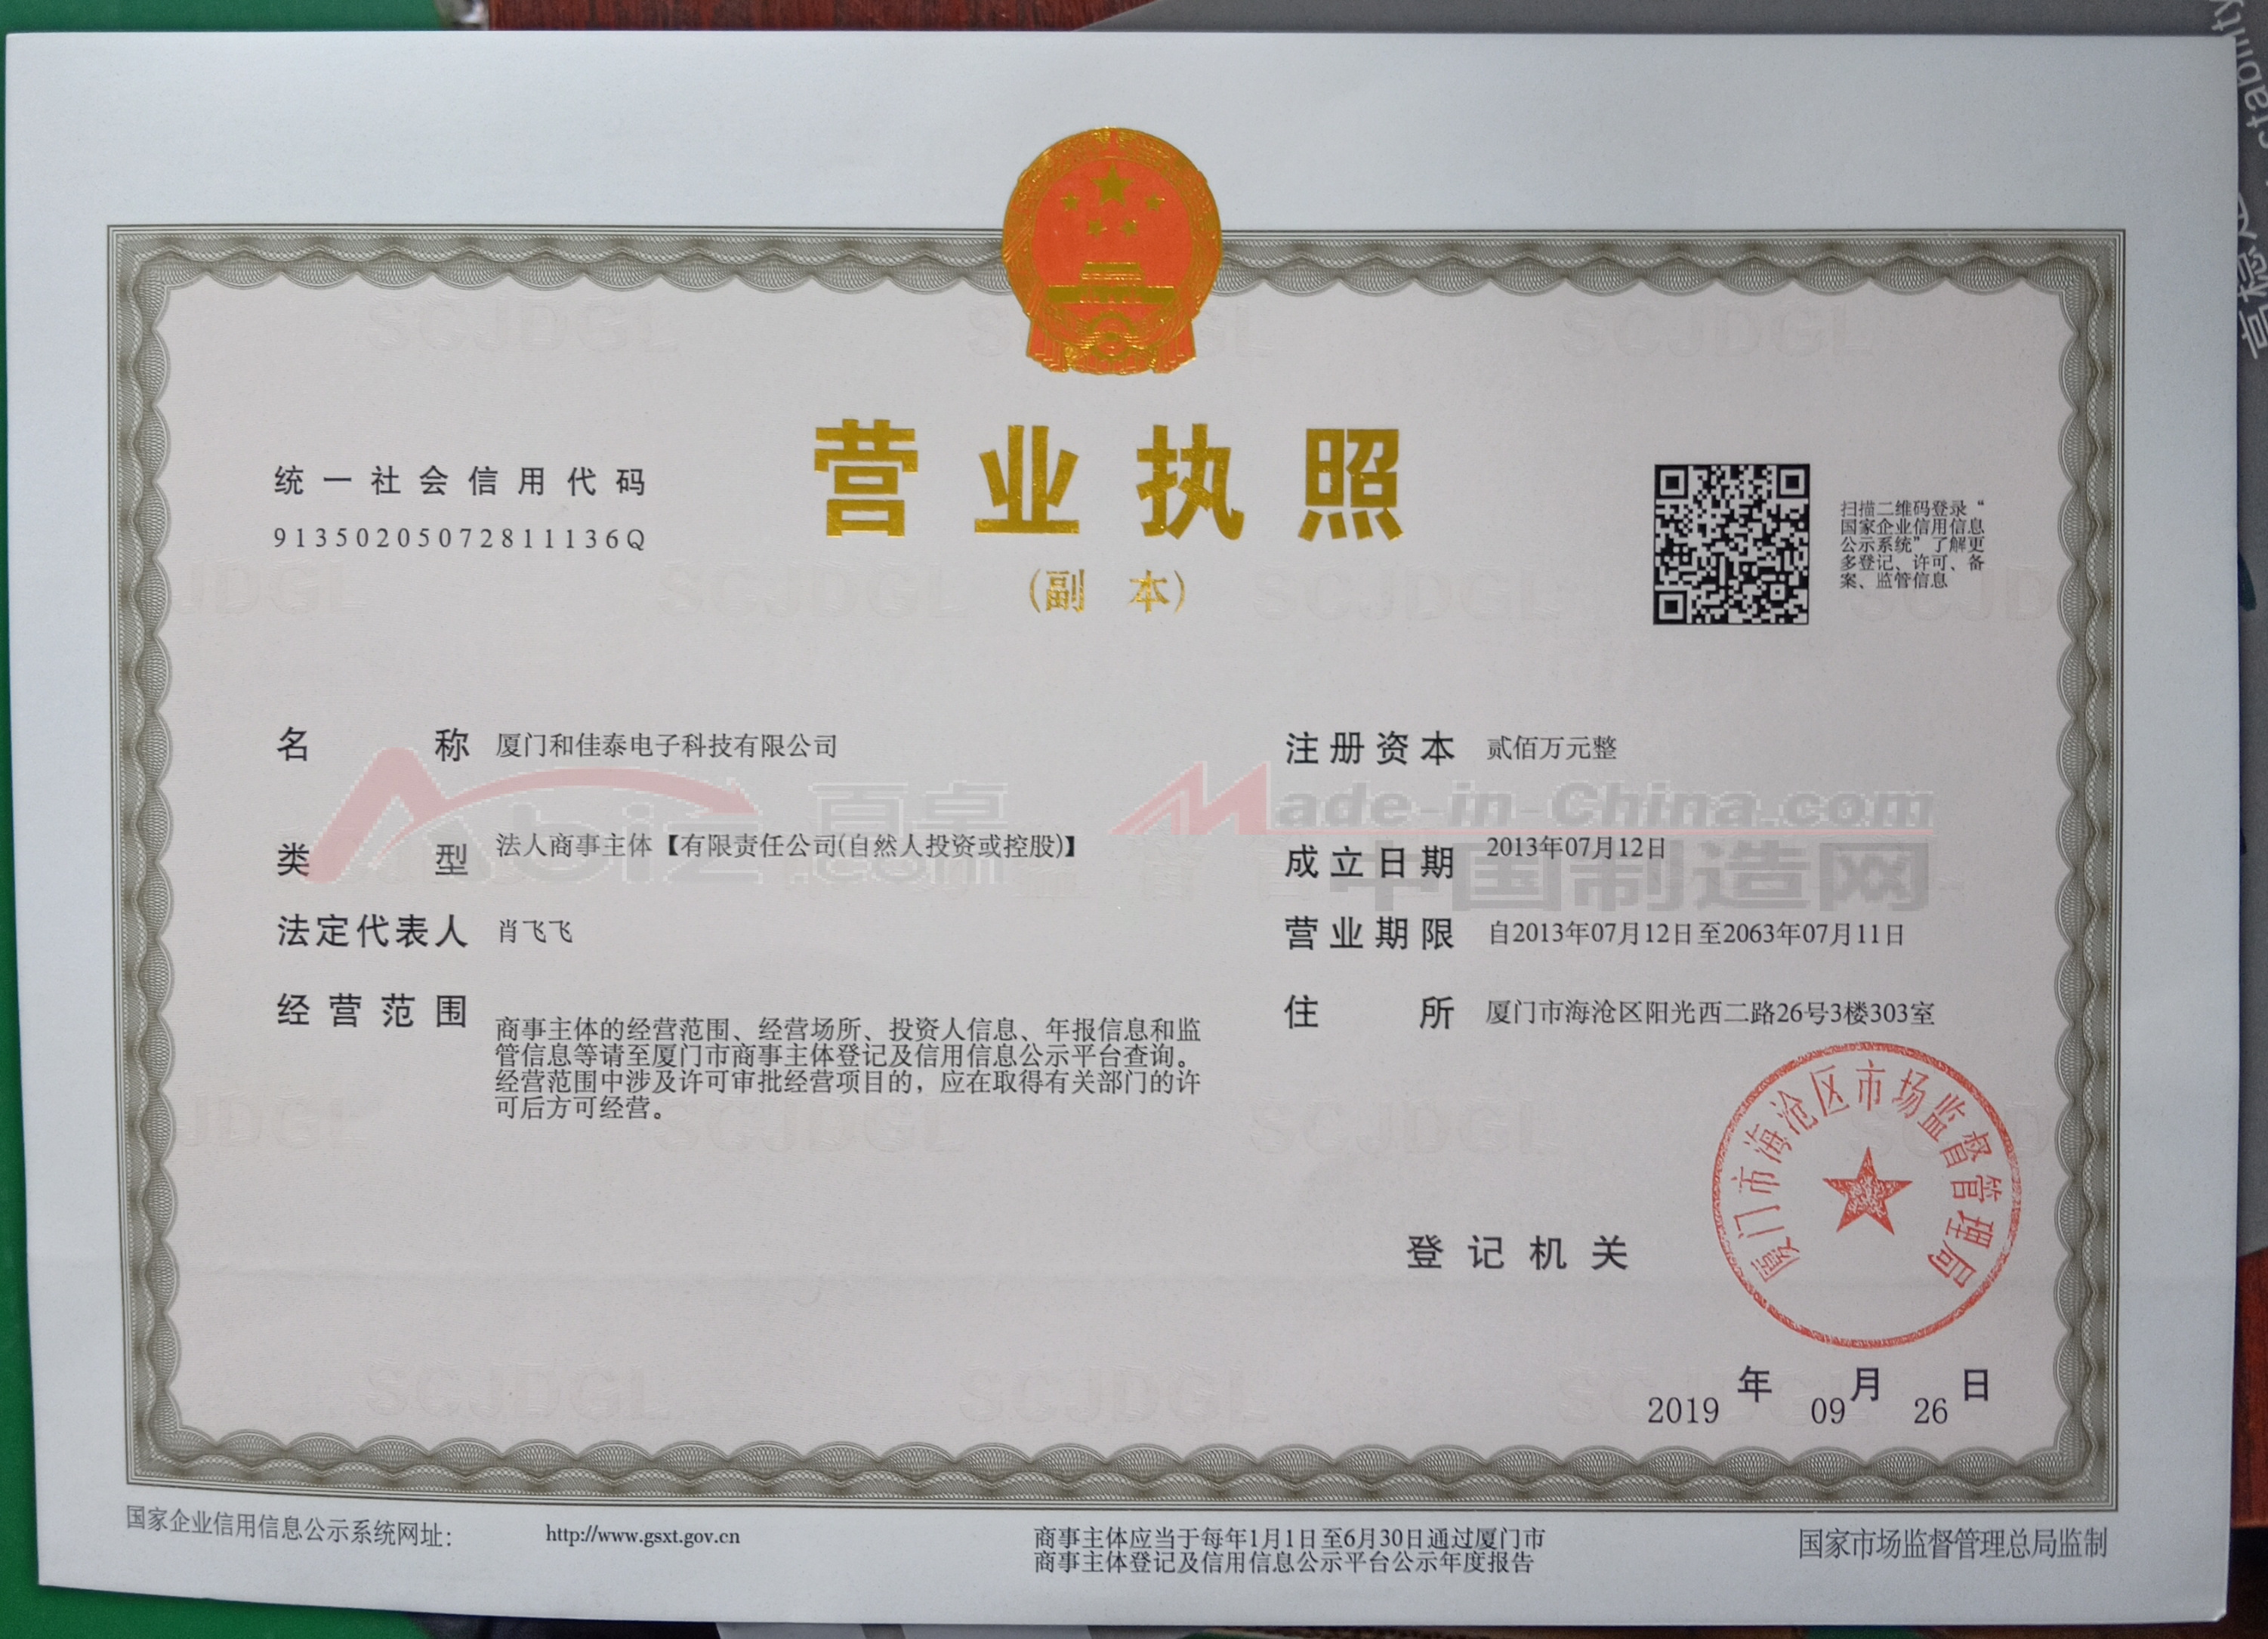 营业执照
(副 本)
统一社会信用代码
91350205072811136Q
扫描二维码登录“
国家企业信用信息
公示系统”了解更
多登记、许可、备
案、监管信息
名 称 厦门和佳泰电子科技有限公司
类 型 法人商事主体【有限责任公司(自然人投资或控股)】
法定代表人 肖飞飞
经营范围
商事主体的经营范围、经营场所、投资人信息、年报信息和监
管信息等请至厦门市商事主体登记及信用信息公示平台查询。
经营范围中涉及许可审批经营项目的，应在取得有关部门的许
可后方可经营。
注册资本 贰佰万元整
成立日期 2013年07月12日
营业期限 自2013年07月12日至2063年07月11日
住 所 厦门市海沧区阳光西二路26号3楼303室
登记机关
厦门市海沧区市场监督管理局
2019 年 09 月 26 日
国家企业信用信息公示系统网址：
http://www.gsxt.gov.cn
商事主体应当于每年1月1日至6月30日通过厦门市
商事主体登记及信用信息公示平台公示年度报告
国家市场监督管理总局监制
Abiz 百卓
.com
Made-in-China.com
中国制造网
SCJDGL
stability